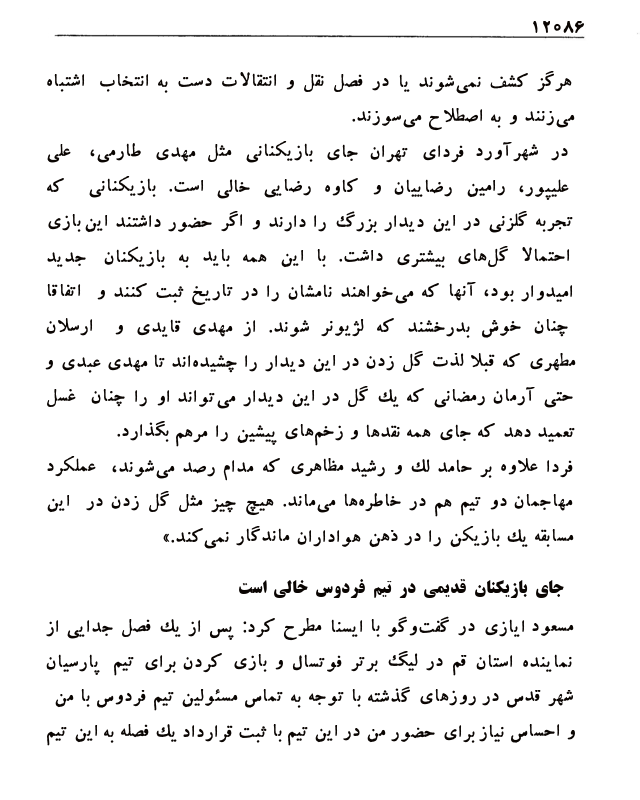 ۱۲۰۸۶
هرگز کشف نمی‌شوند یا در فصل نقل و انتقالات دست به انتخاب اشتباه
می‌زنند و به اصطلاح می‌سوزند.
در شهرآورد فردای تهران جای بازیکنانی مثل مهدی طارمی، علی
علیپور، رامین رضاییان و کاوه رضایی خالی است. بازیکنانی که
تجربه گلزنی در این دیدار بزرگ را دارند و اگر حضور داشتند این بازی
احتمالا گل‌های بیشتری داشت. با این همه باید به بازیکنان جدید
امیدوار بود، آنها که می‌خواهند نامشان را در تاریخ ثبت کنند و اتفاقا
چنان خوش بدرخشند که لژیونر شوند. از مهدی قایدی و ارسلان
مطهری که قبلا لذت گل زدن در این دیدار را چشیده‌اند تا مهدی عبدی و
حتی آرمان رمضانی که یك گل در این دیدار می‌تواند او را چنان غسل
تعمید دهد که جای همه نقدها و زخم‌های پیشین را مرهم بگذارد.
فردا علاوه بر حامد لك و رشید مظاهری که مدام رصد می‌شوند، عملکرد
مهاجمان دو تیم هم در خاطره‌ها می‌ماند. هیچ چیز مثل گل زدن در این
مسابقه یك بازیکن را در ذهن هواداران ماندگار نمی‌کند.»
جای بازیکنان قدیمی در تیم فردوس خالی است
مسعود ایازی در گفت‌وگو با ایسنا مطرح کرد: پس از یك فصل جدایی از
نماینده استان قم در لیگ برتر فوتسال و بازی کردن برای تیم پارسیان
شهر قدس در روزهای گذشته با توجه به تماس مسئولین تیم فردوس با من
و احساس نیاز برای حضور من در این تیم با ثبت قرارداد یك فصله به این تیم